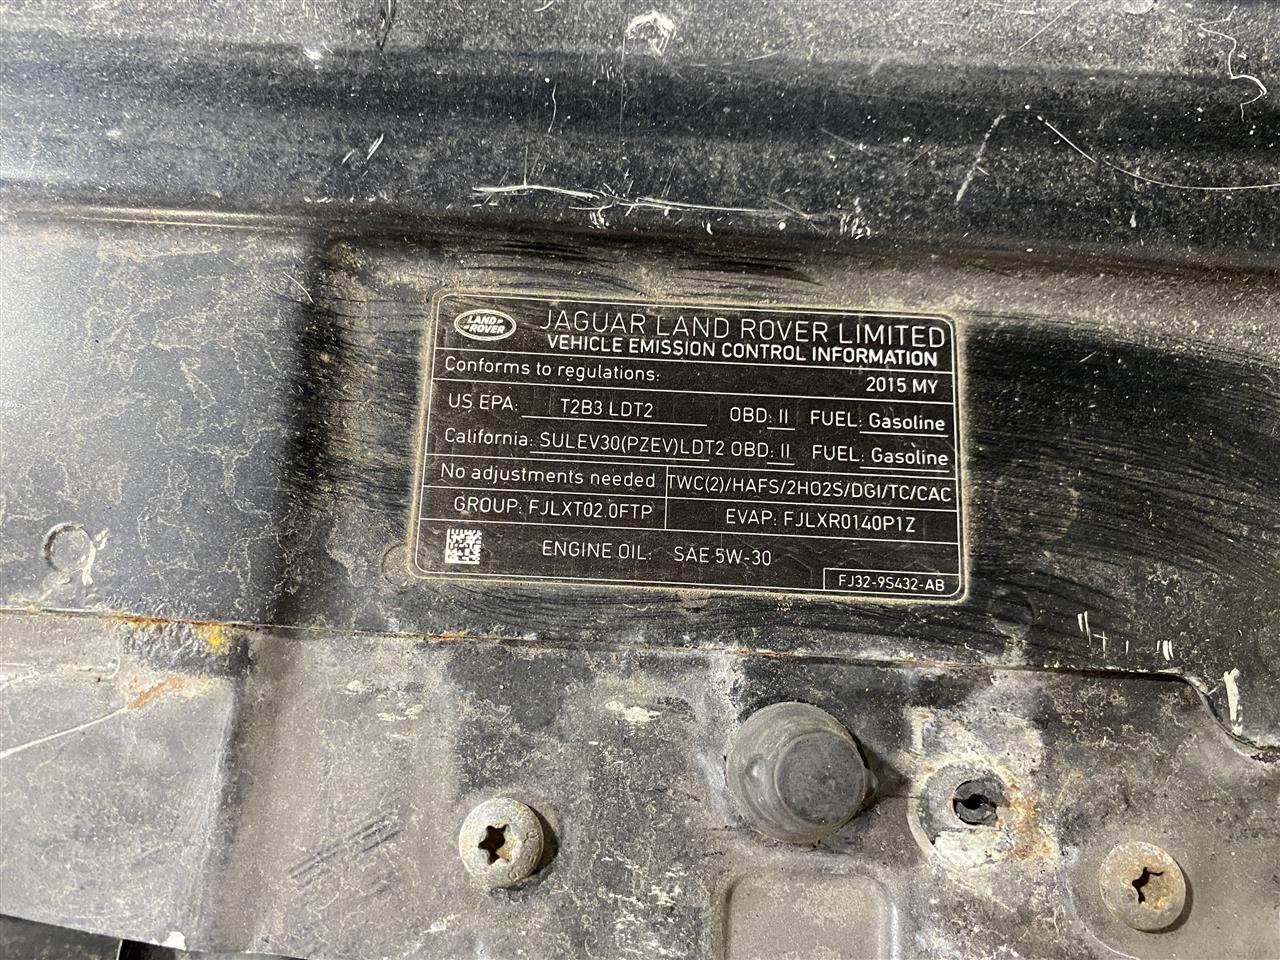 LAND ROVER
JAGUAR LAND ROVER LIMITED
VEHICLE EMISSION CONTROL INFORMATION
Conforms to regulations: 2015 MY
US EPA: T2B3 LDT2 OBD: II FUEL: Gasoline
California: SULEV30(PZEV)LDT2 OBD: II FUEL: Gasoline
No adjustments needed TWC(2)/HAFS/2HO2S/DGI/TC/CAC
GROUP: FJLXT02.0FTP EVAP: FJLXR0140P1Z
ENGINE OIL: SAE 5W-30
FJ32-9S432-AB